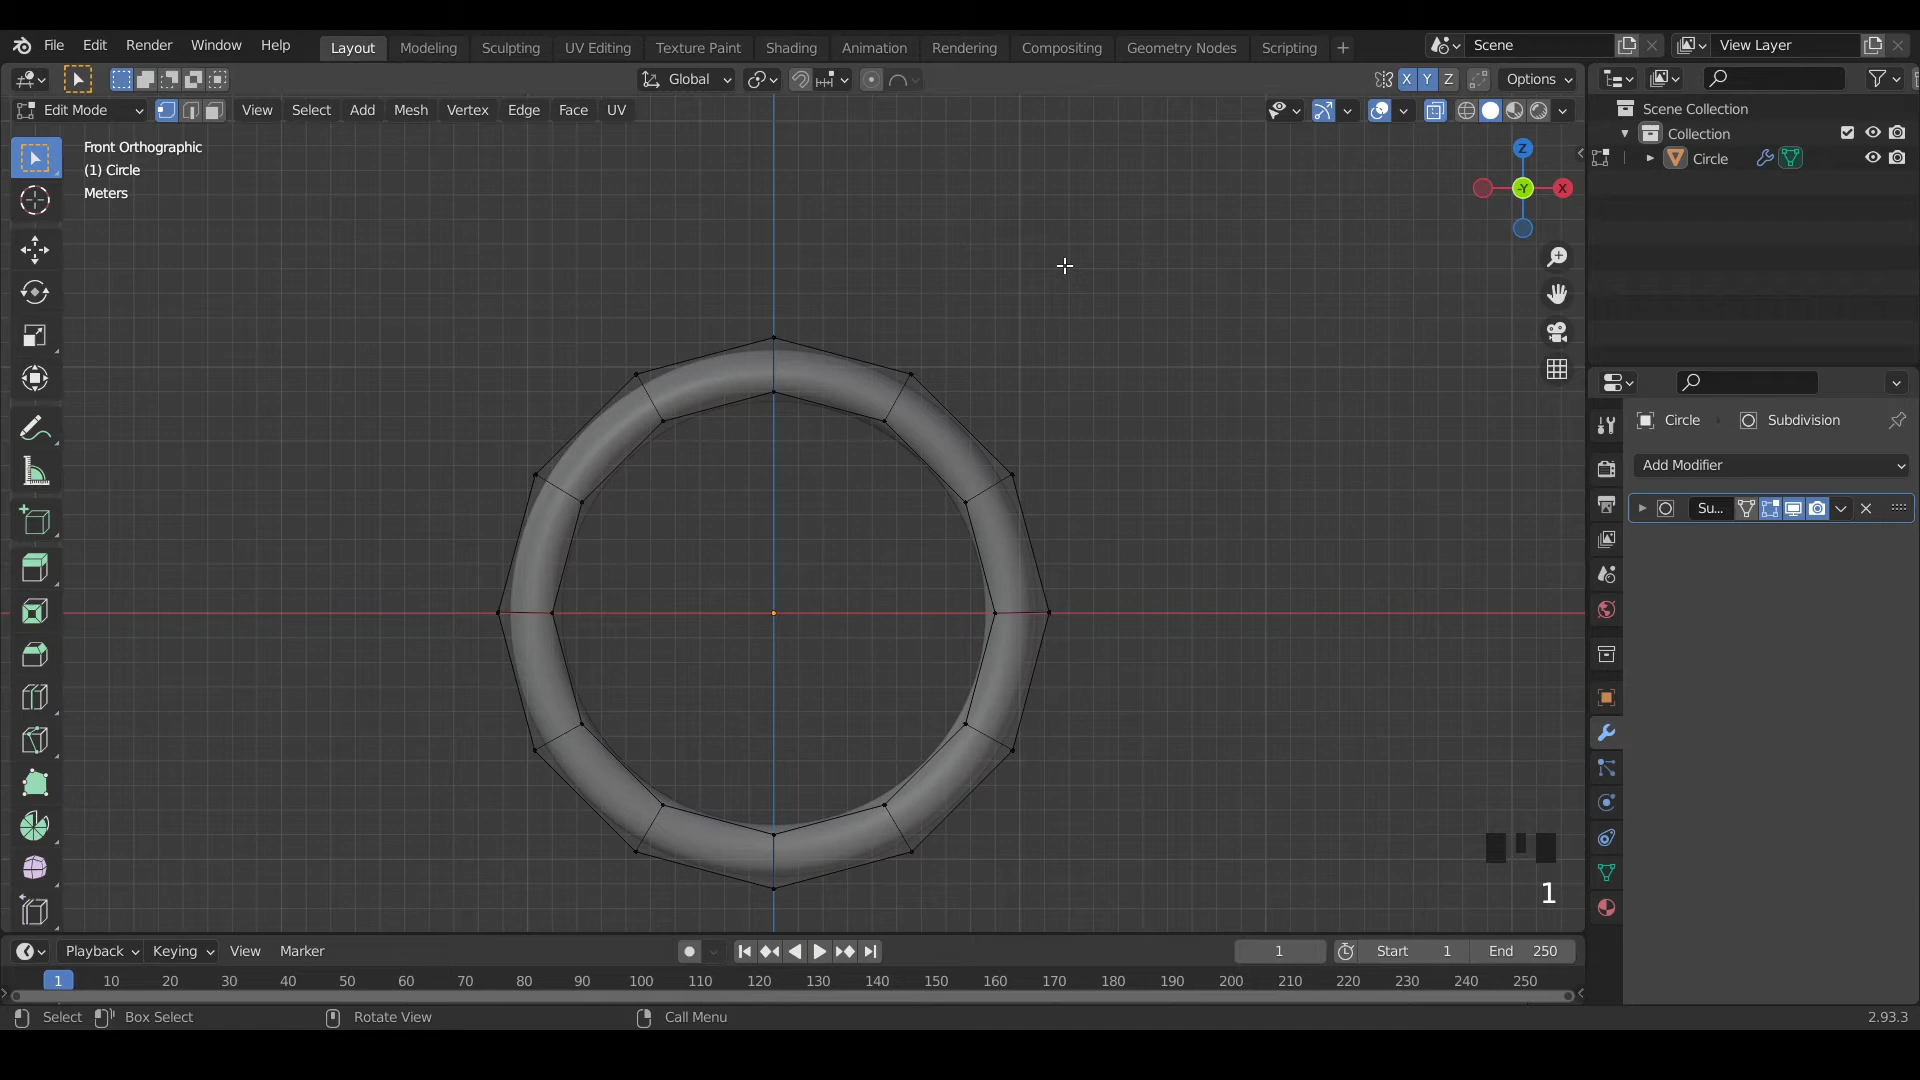 File Edit Render Window Help Layout Modeling Sculpting UV Editing Texture Paint Shading Animation Rendering Compositing Geometry Nodes Scripting + Scene View Layer
Global X Y Z Options
Edit Mode View Select Add Mesh Vertex Edge Face UV
Front Orthographic
(1) Circle
Meters
Z
-Y
X
Scene Collection
Collection
Circle
Circle Subdivision
Add Modifier
Su...
1
Playback Keying View Marker 1 Start 1 End 250
1 10 20 30 40 50 60 70 80 90 100 110 120 130 140 150 160 170 180 190 200 210 220 230 240 250
Select Box Select Rotate View Call Menu 2.93.3